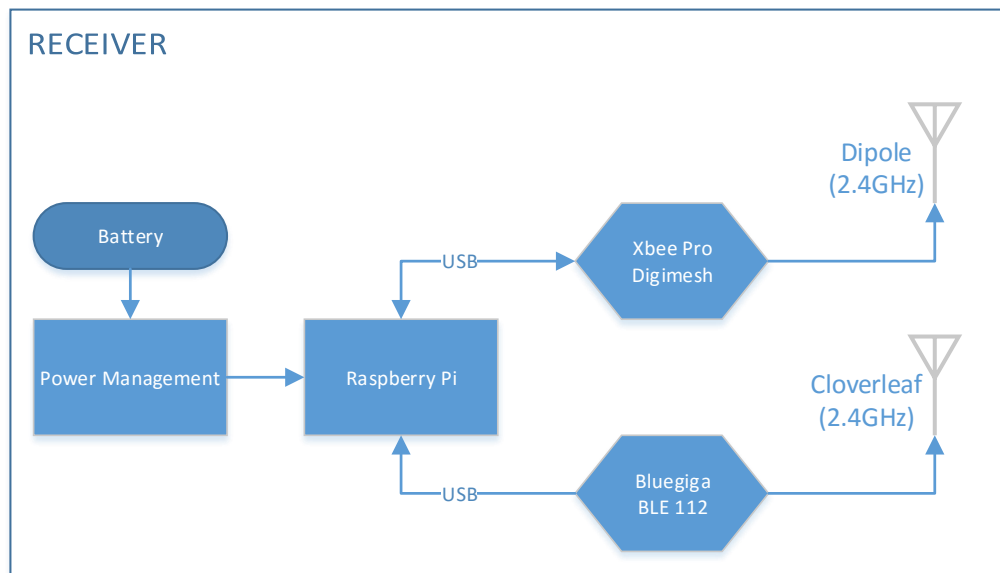 RECEIVER
Dipole
(2.4GHz)
Battery
USB
Xbee Pro
Digimesh
Power Management
Raspberry Pi
Cloverleaf
(2.4GHz)
USB
Bluegiga
BLE 112